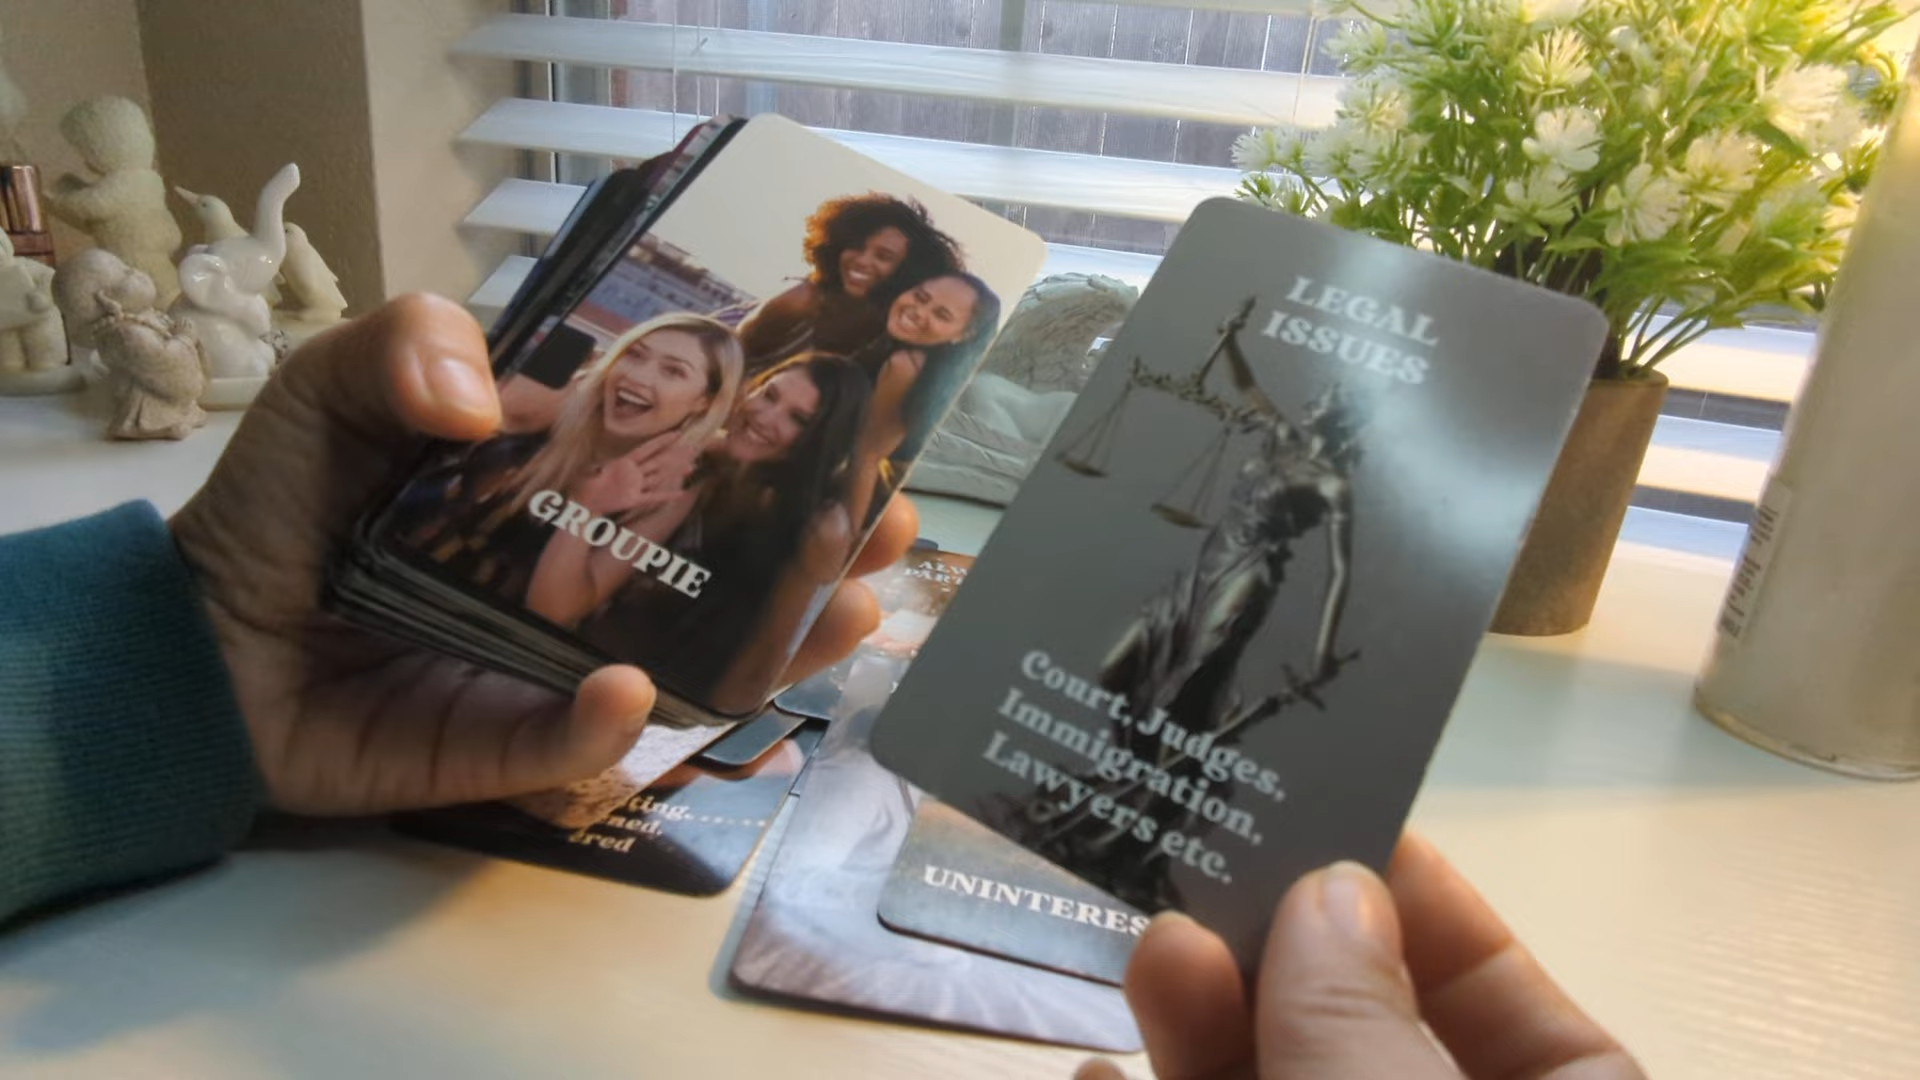 GROUPIE
LEGAL
ISSUES
Court, Judges,
Immigration,
Lawyers etc.
UNINTERES